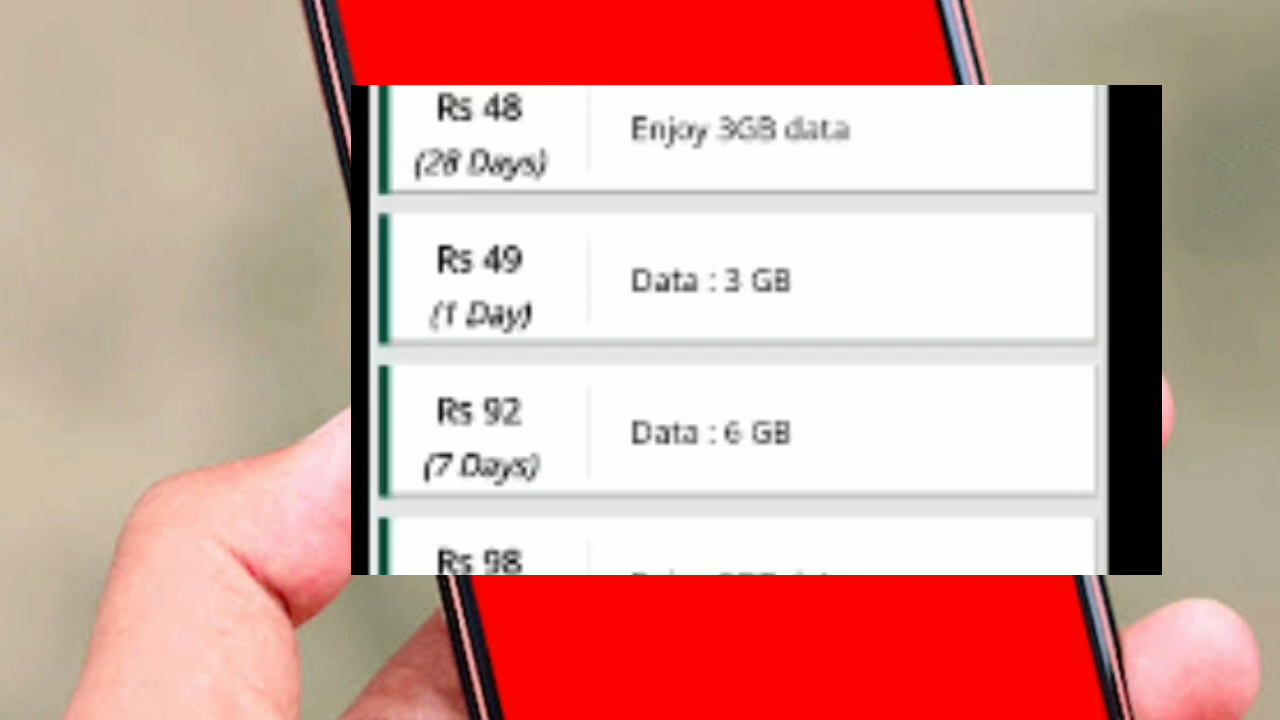 Rs 48
(28 Days)
Enjoy 3GB data
Rs 49
(1 Day)
Data : 3 GB
Rs 92
(7 Days)
Data : 6 GB
Rs 98